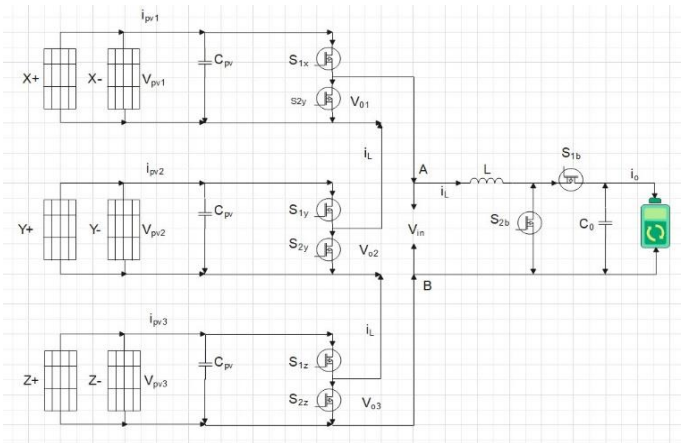 i_pv1
X+ X- V_pv1 C_pv S_1x
S2y V_01
i_L
A L S_1b i_o
i_L
i_pv2
Y+ Y- V_pv2 C_pv S_1y
S_2y V_o2
V_in S_2b C_0
B
i_pv3
i_L
Z+ Z- V_pv3 C_pv S_1z
S_2z V_o3